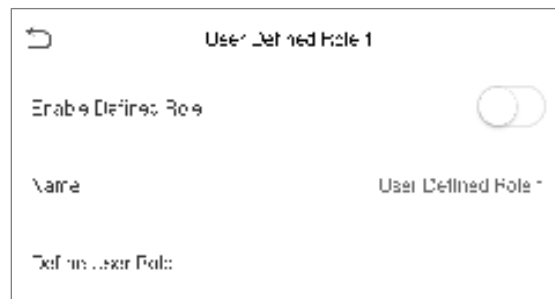 User Defined Role 1
Enable Defined Role
Name
User Defined Role 1
Define User Role